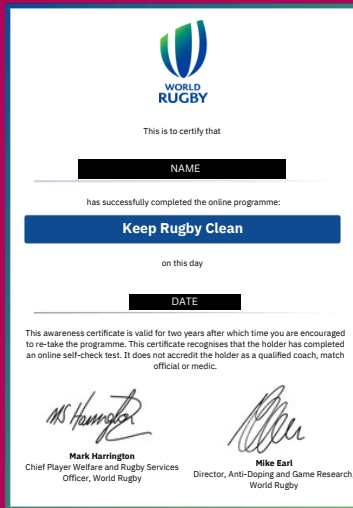 WORLD
RUGBY
This is to certify that
NAME
has successfully completed the online programme:
Keep Rugby Clean
on this day
DATE
This awareness certificate is valid for two years after which time you are encouraged
to re-take the programme. This certificate recognises that the holder has completed
an online self-check test. It does not accredit the holder as a qualified coach, match
official or medic.
MS Harrington
Mark Harrington
Chief Player Welfare and Rugby Services
Officer, World Rugby
Mike Earl
Director, Anti-Doping and Game Research,
World Rugby